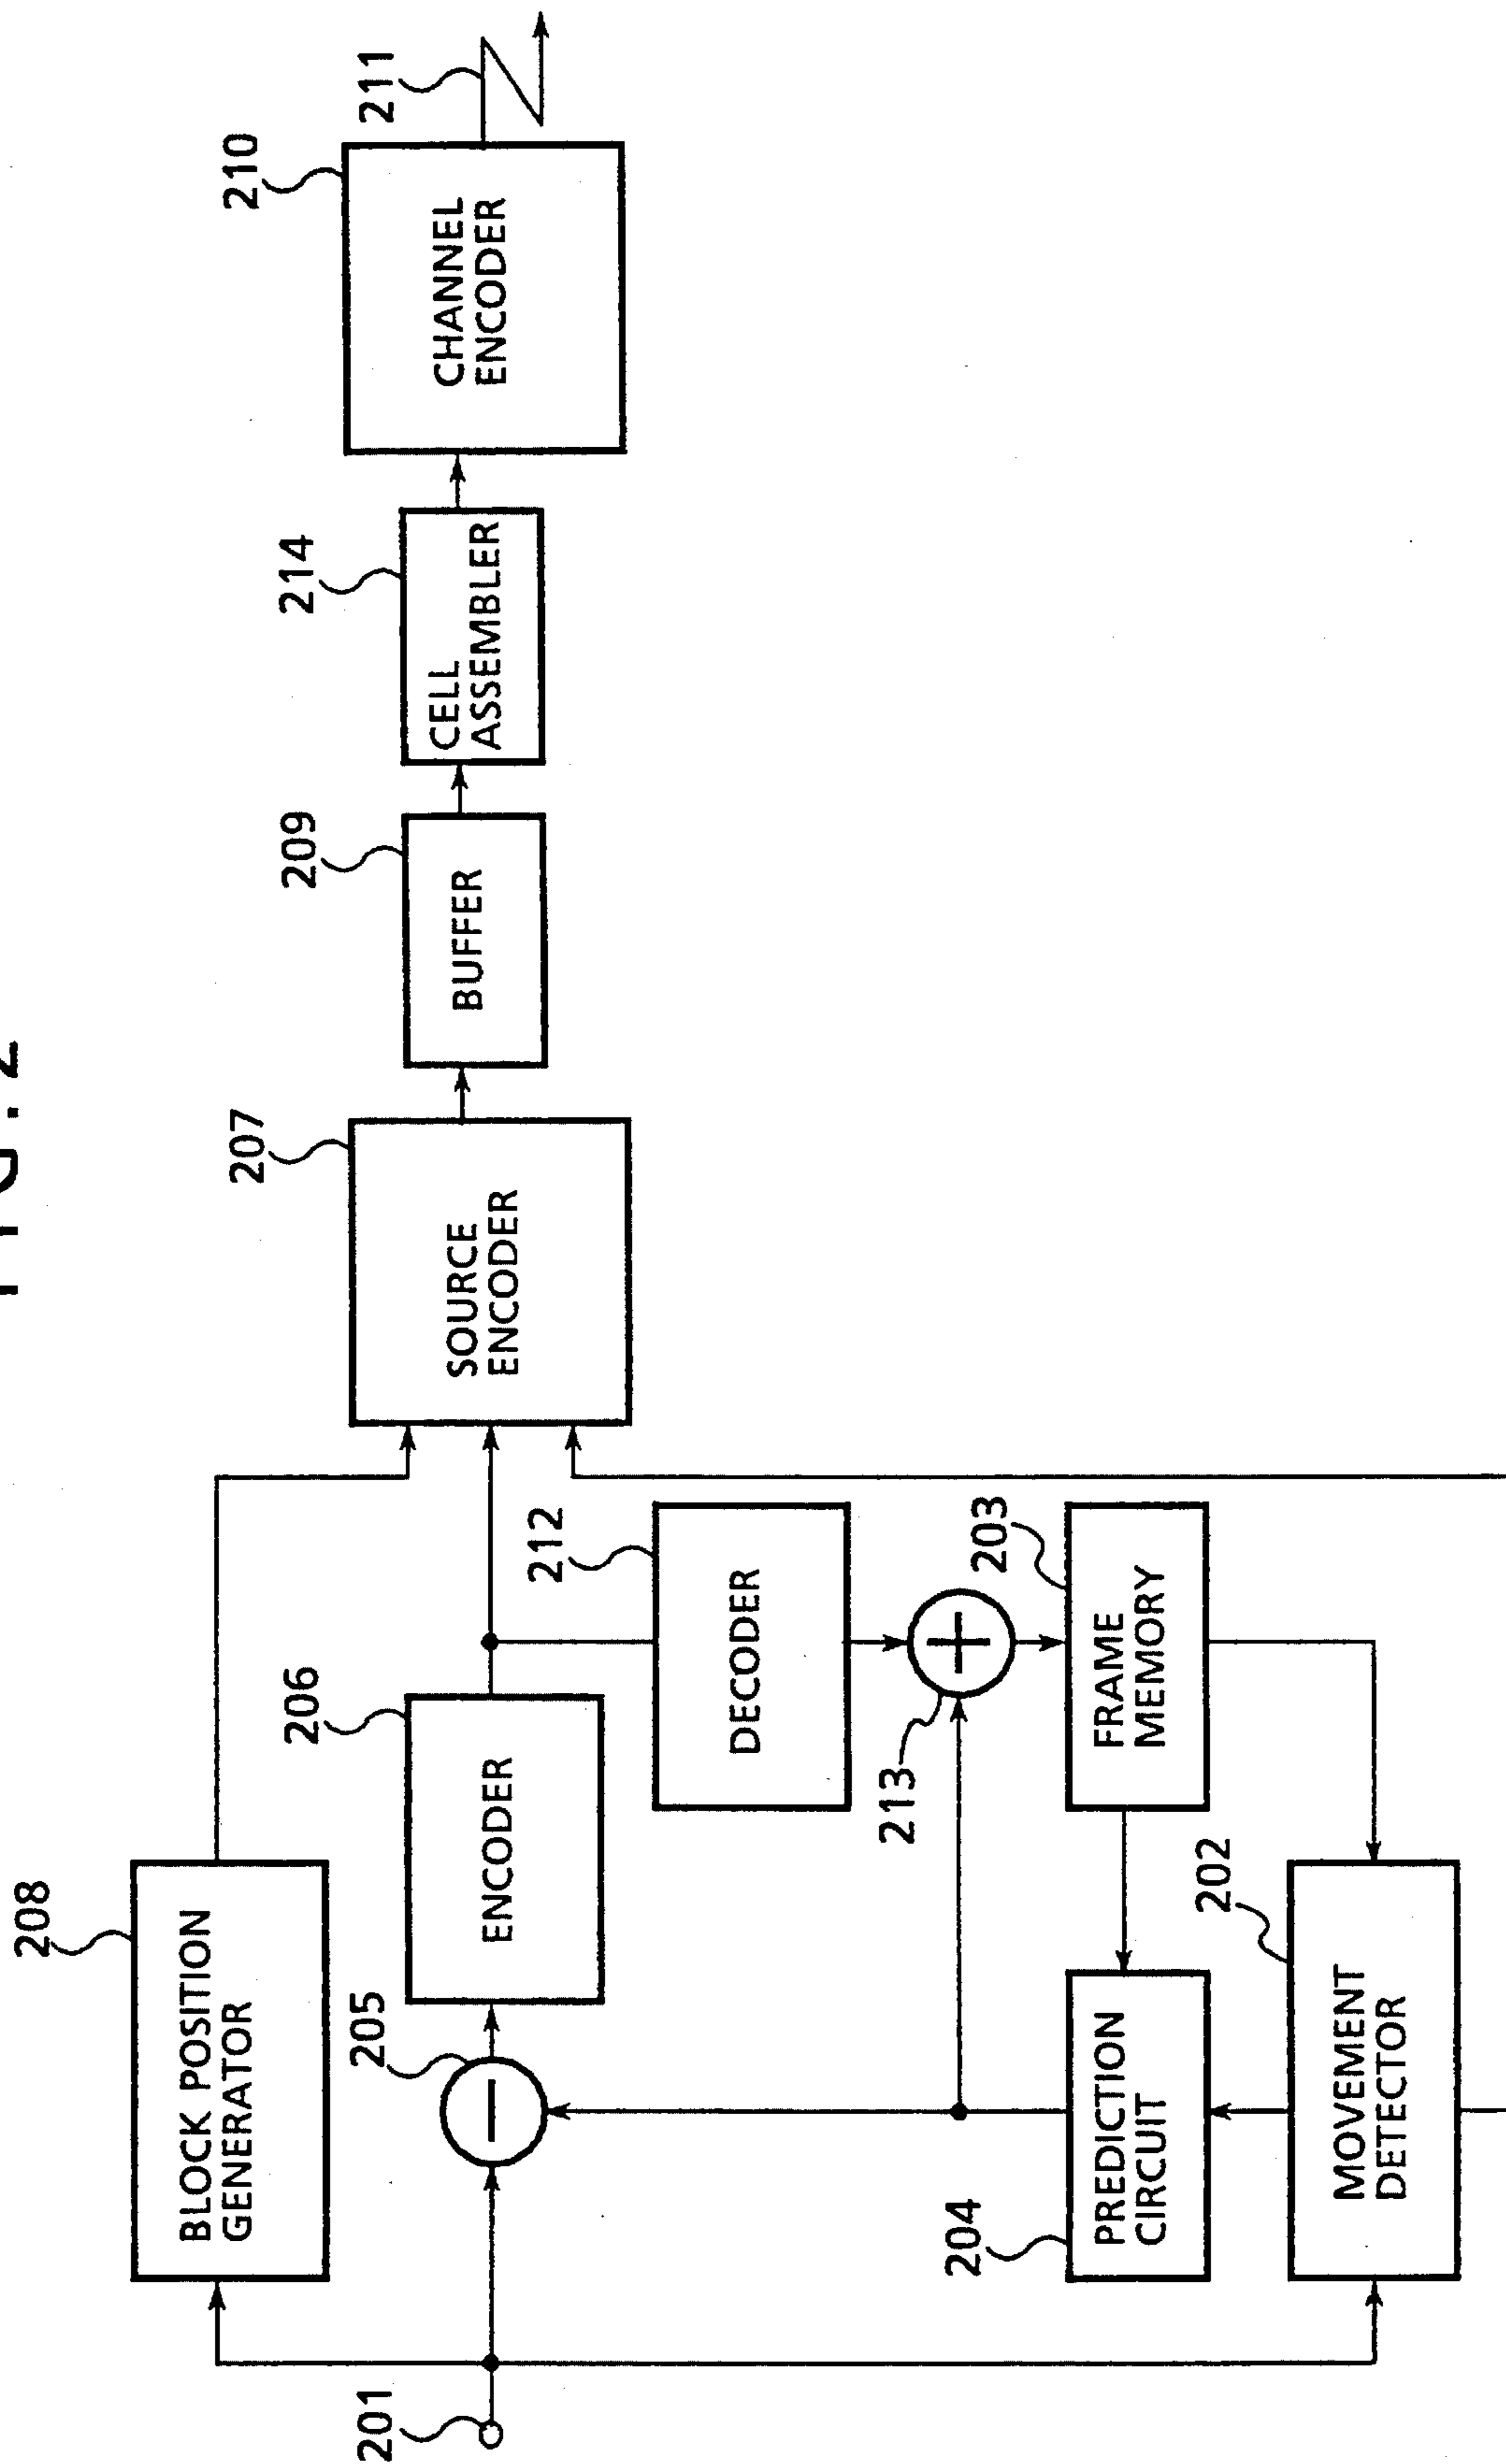 FIG. 2
208
BLOCK POSITION
GENERATOR
201
205
206
ENCODER
207
SOURCE
ENCODER
209
BUFFER
214
CELL
ASSEMBLER
210
CHANNEL
ENCODER
211
212
DECODER
213
203
FRAME
MEMORY
204
PREDICTION
CIRCUIT
202
MOVEMENT
DETECTOR